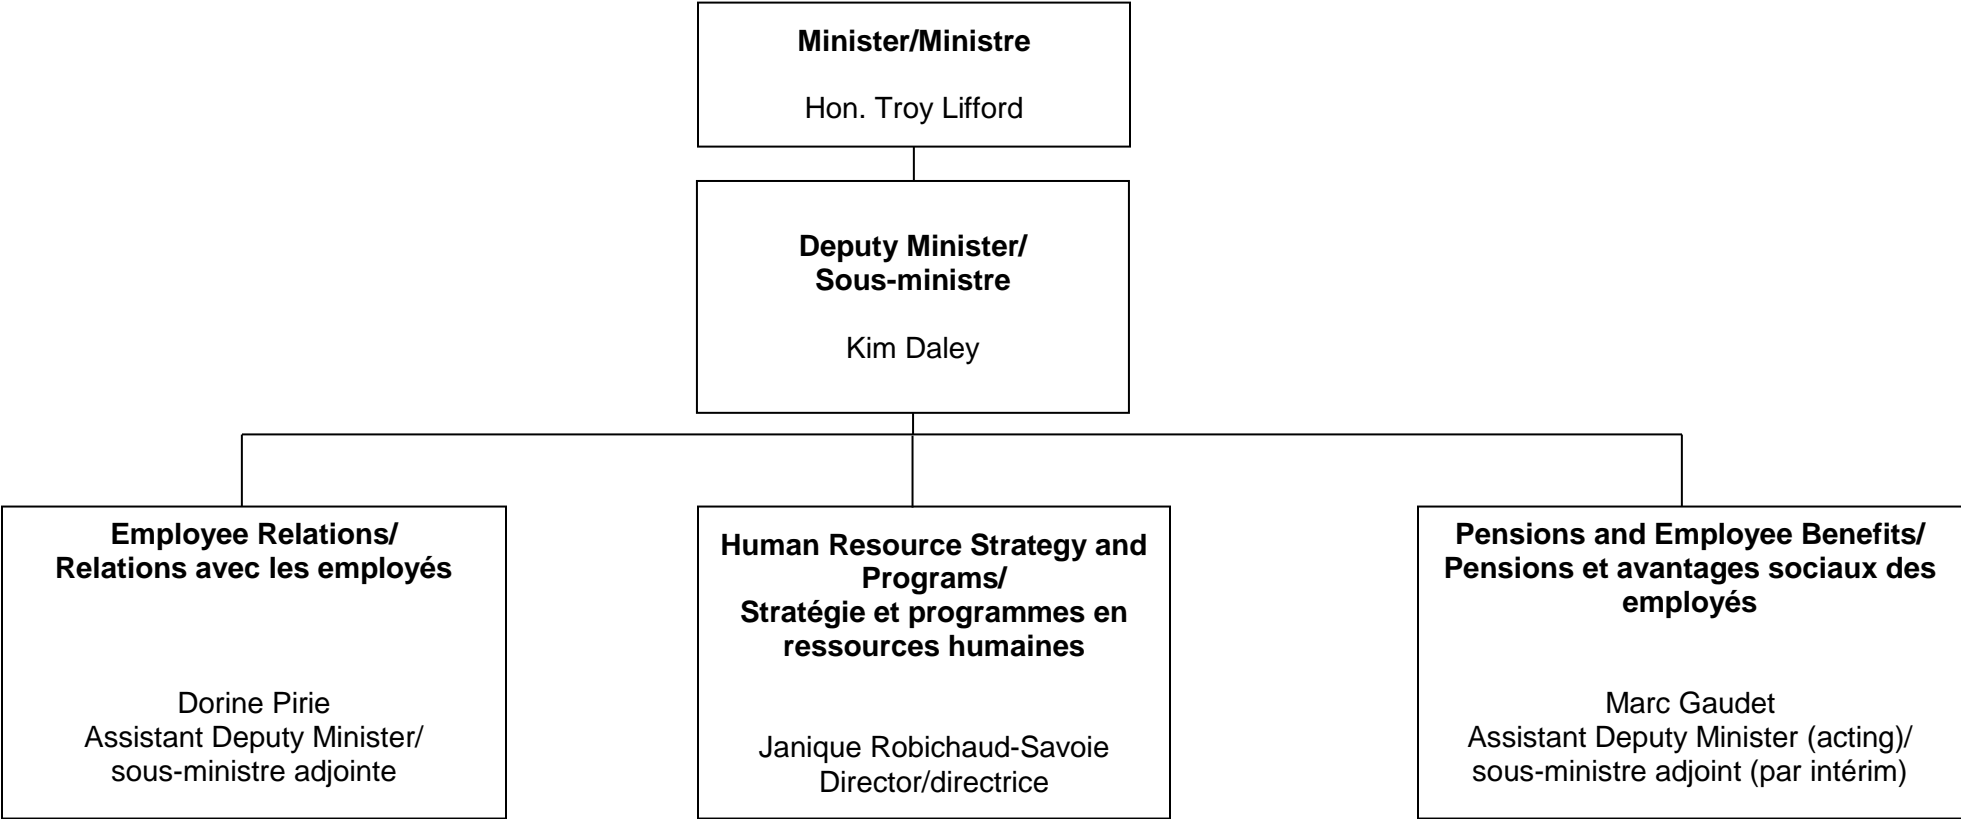 Minister/Ministre
Hon. Troy Lifford
Deputy Minister/
Sous-ministre
Kim Daley
Employee Relations/
Relations avec les employés
Dorine Pirie
Assistant Deputy Minister/
sous-ministre adjointe
Human Resource Strategy and
Programs/
Stratégie et programmes en
ressources humaines
Janique Robichaud-Savoie
Director/directrice
Pensions and Employee Benefits/
Pensions et avantages sociaux des
employés
Marc Gaudet
Assistant Deputy Minister (acting)/
sous-ministre adjoint (par intérim)